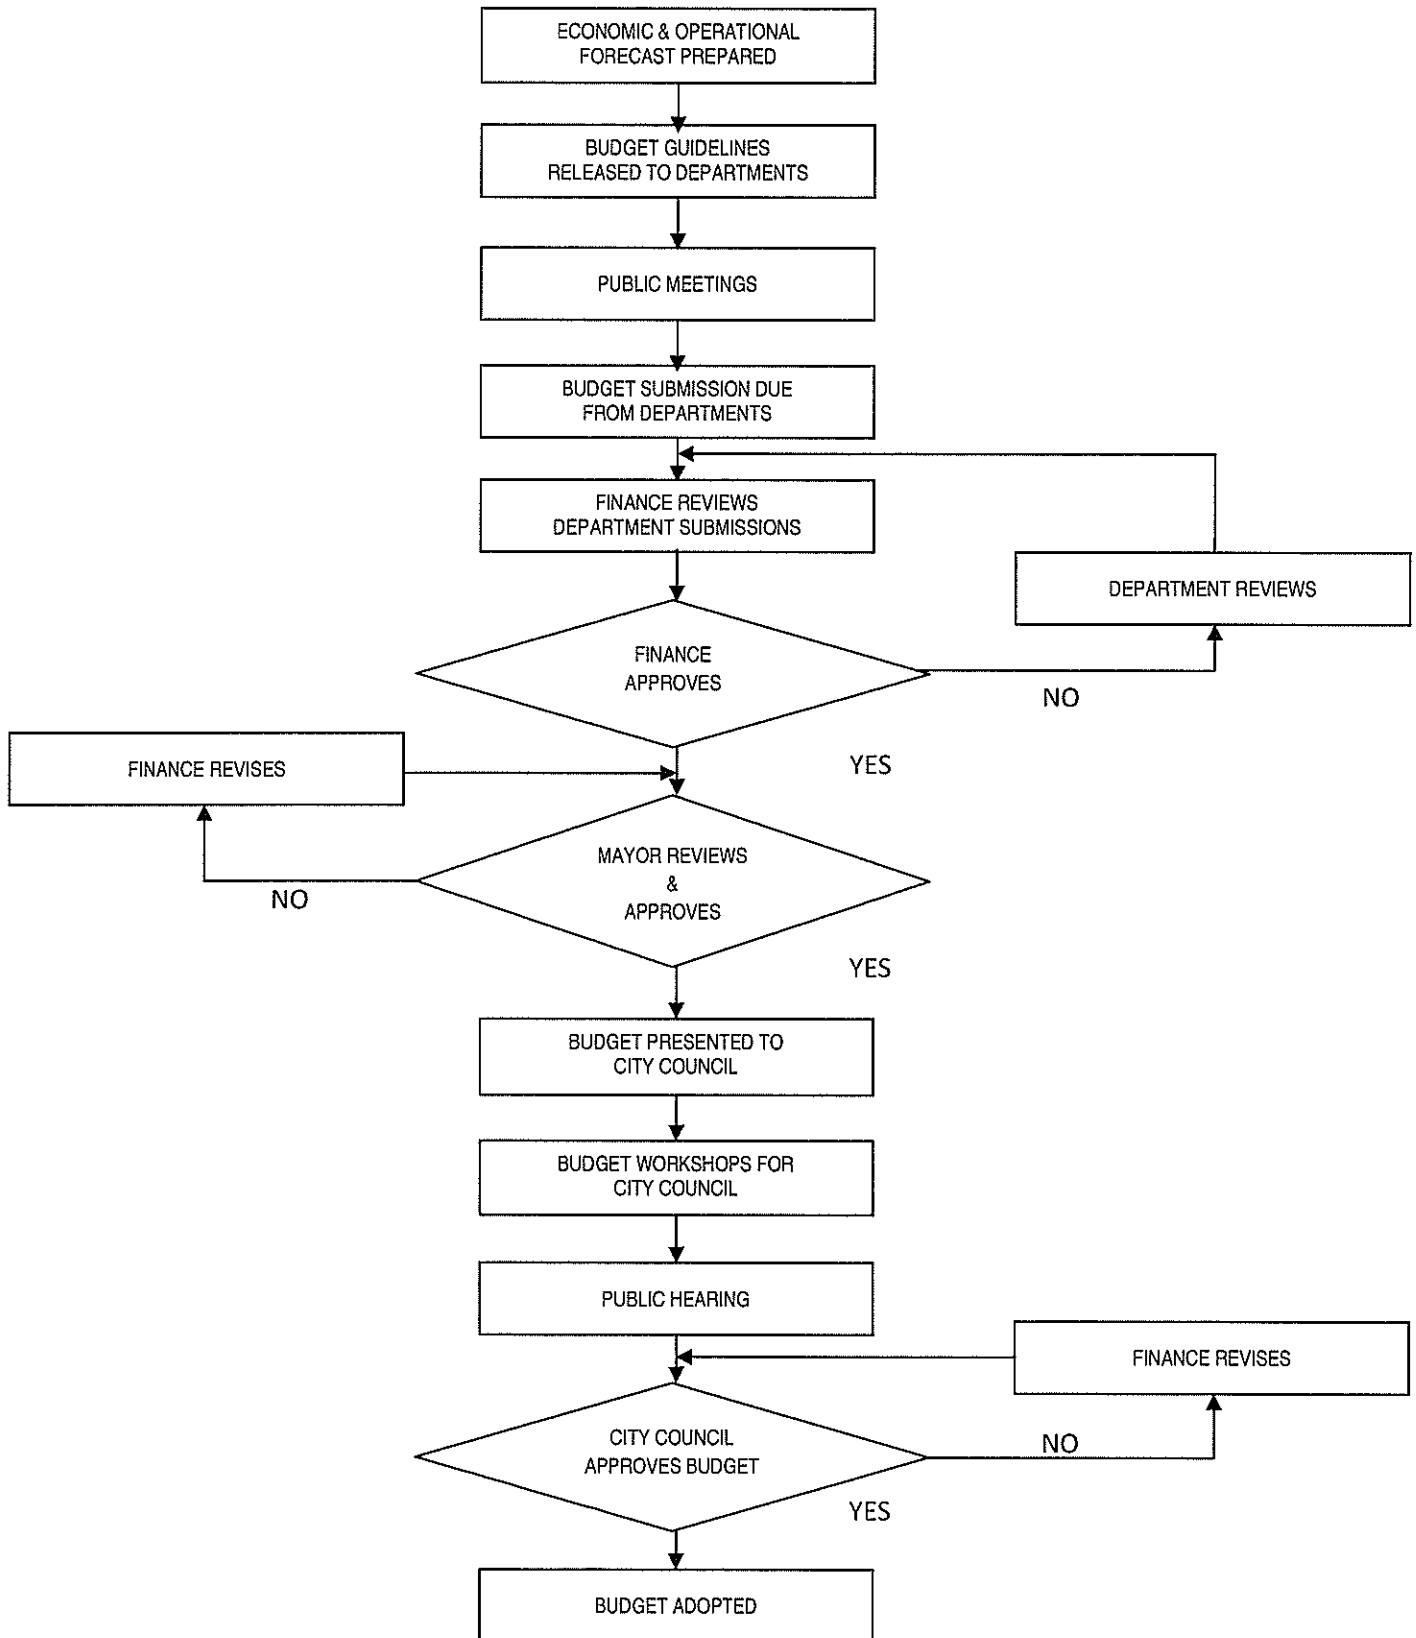 ECONOMIC & OPERATIONAL
FORECAST PREPARED
BUDGET GUIDELINES
RELEASED TO DEPARTMENTS
PUBLIC MEETINGS
BUDGET SUBMISSION DUE
FROM DEPARTMENTS
FINANCE REVIEWS
DEPARTMENT SUBMISSIONS
DEPARTMENT REVIEWS
FINANCE
APPROVES
NO
YES
FINANCE REVISES
MAYOR REVIEWS
&
APPROVES
NO
YES
BUDGET PRESENTED TO
CITY COUNCIL
BUDGET WORKSHOPS FOR
CITY COUNCIL
PUBLIC HEARING
FINANCE REVISES
CITY COUNCIL
APPROVES BUDGET
NO
YES
BUDGET ADOPTED